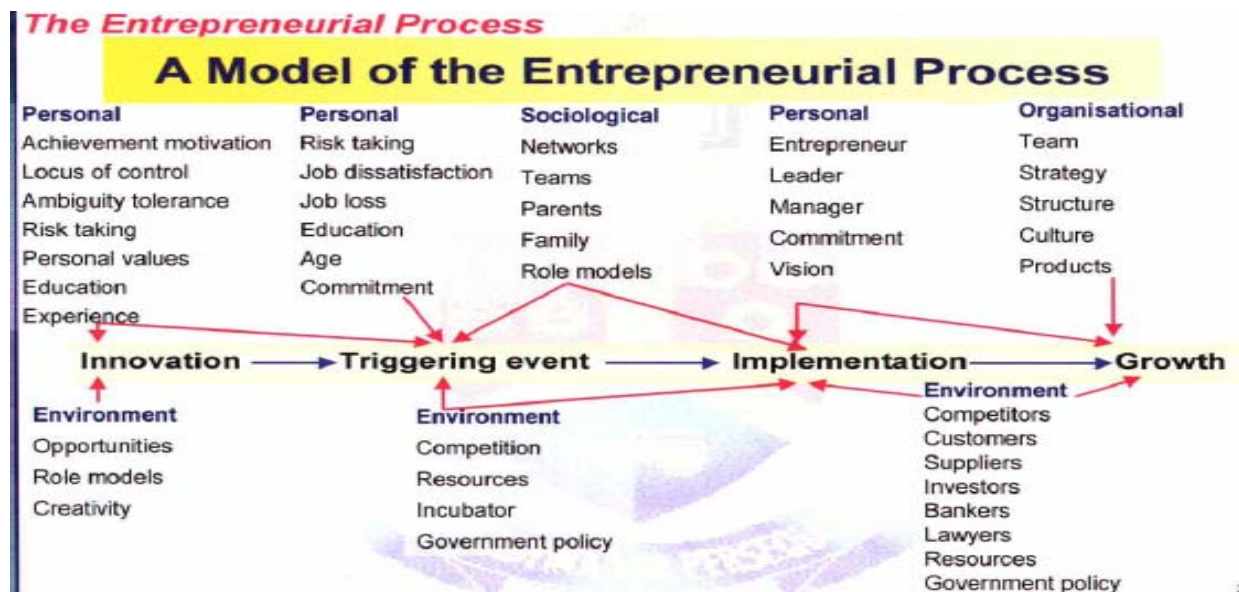 The Entrepreneurial Process
A Model of the Entrepreneurial Process
Personal
Achievement motivation
Locus of control
Ambiguity tolerance
Risk taking
Personal values
Education
Experience
Personal
Risk taking
Job dissatisfaction
Job loss
Education
Age
Commitment
Sociological
Networks
Teams
Parents
Family
Role models
Personal
Entrepreneur
Leader
Manager
Commitment
Vision
Organisational
Team
Strategy
Structure
Culture
Products
Innovation Triggering event Implementation Growth
Environment
Opportunities
Role models
Creativity
Environment
Competition
Resources
Incubator
Government policy
Environment
Competitors
Customers
Suppliers
Investors
Bankers
Lawyers
Resources
Government policy